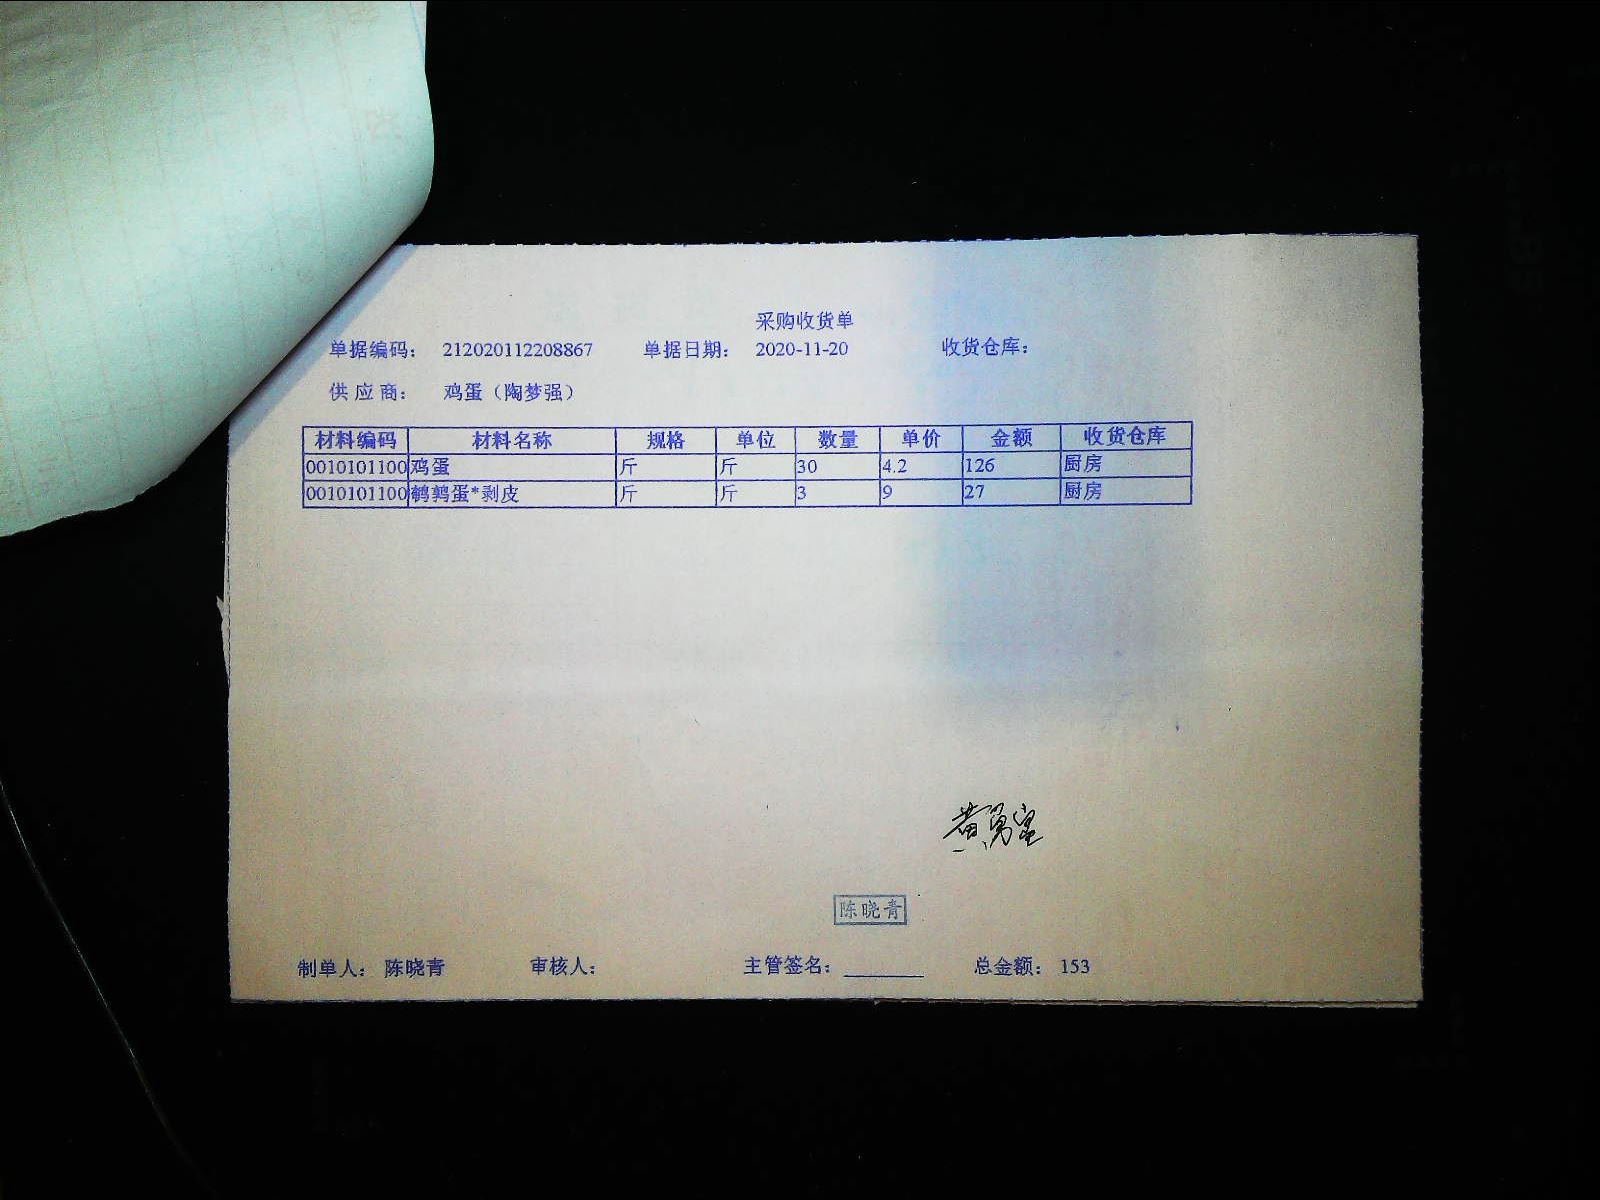 采购收货单
单据编码： 212020112208867 单据日期： 2020-11-20 收货仓库：
供应商： 鸡蛋（陶梦强）
材料编码 材料名称 规格 单位 数量 单价 金额 收货仓库
0010101100 鸡蛋 斤 斤 30 4.2 126 厨房
0010101100 鹌鹑蛋*剥皮 斤 斤 3 9 27 厨房
陈晓青
制单人： 陈晓青 审核人： 主管签名：________ 总金额： 153